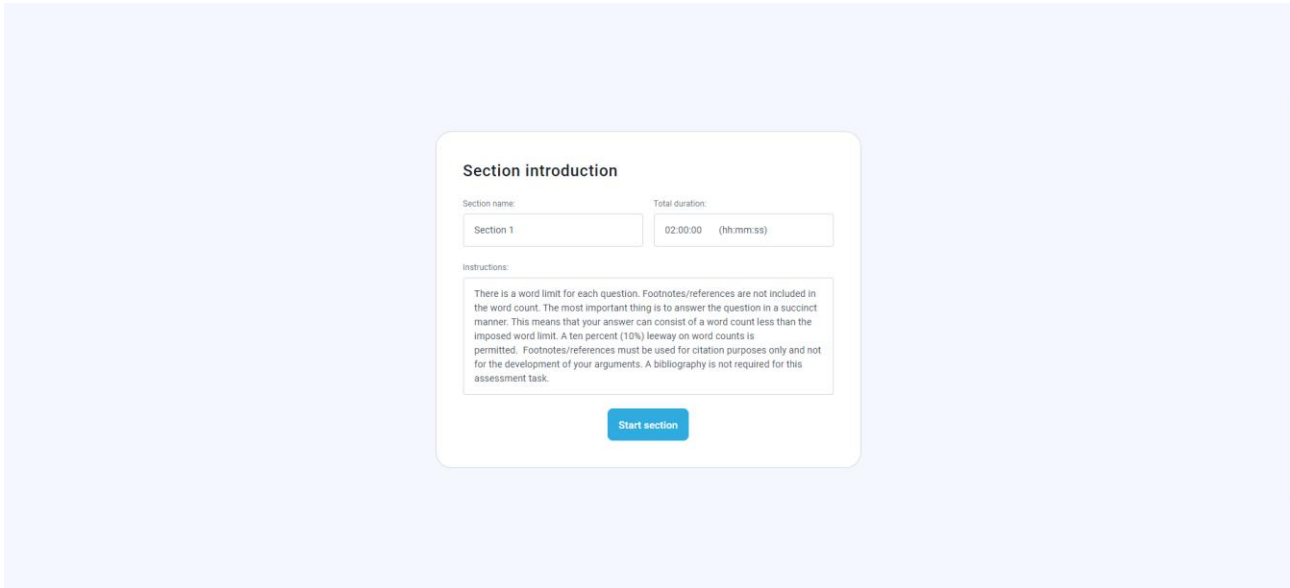 Section introduction
Section name:
Total duration:
Section 1
02:00:00 (hh:mm:ss)
Instructions:
There is a word limit for each question. Footnotes/references are not included in
the word count. The most important thing is to answer the question in a succinct
manner. This means that your answer can consist of a word count less than the
imposed word limit. A ten percent (10%) leeway on word counts is
permitted.  Footnotes/references must be used for citation purposes only and not
for the development of your arguments. A bibliography is not required for this
assessment task.
Start section